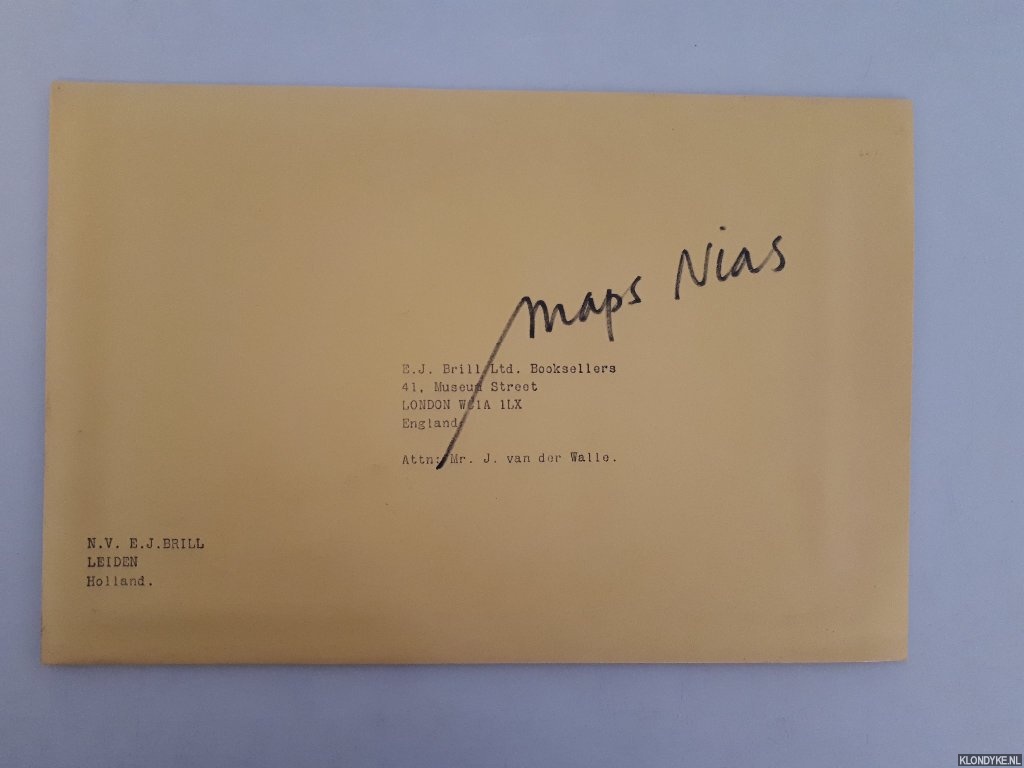 maps Nias
E.J. Brill Ltd. Booksellers
41, Museum Street
LONDON WC1A 1LX
England
Attn: Mr. J. van der Walle.
N.V. E.J.BRILL
LEIDEN
Holland.
KLONDYKE.NL